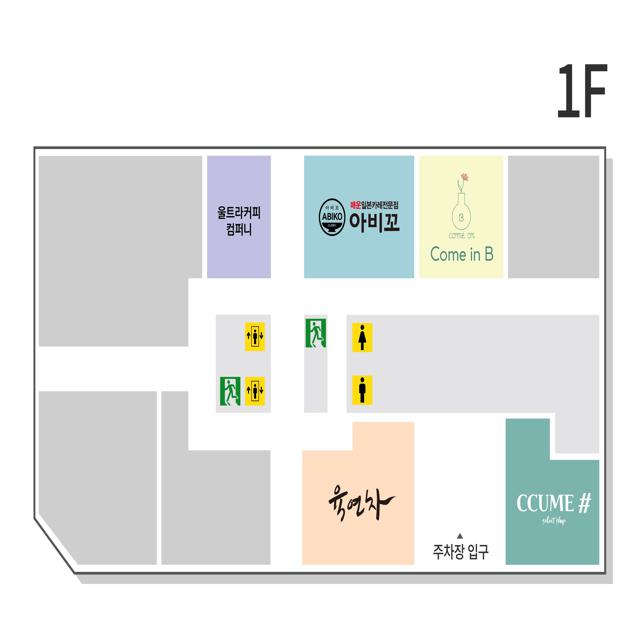 1F
울트라커피
컴퍼니
아비꼬
ABIKO
CURRY
매운일본카레전문점
아비꼬
B
COME IN
Come in B
육연차
CCUME #
select shop
주차장 입구